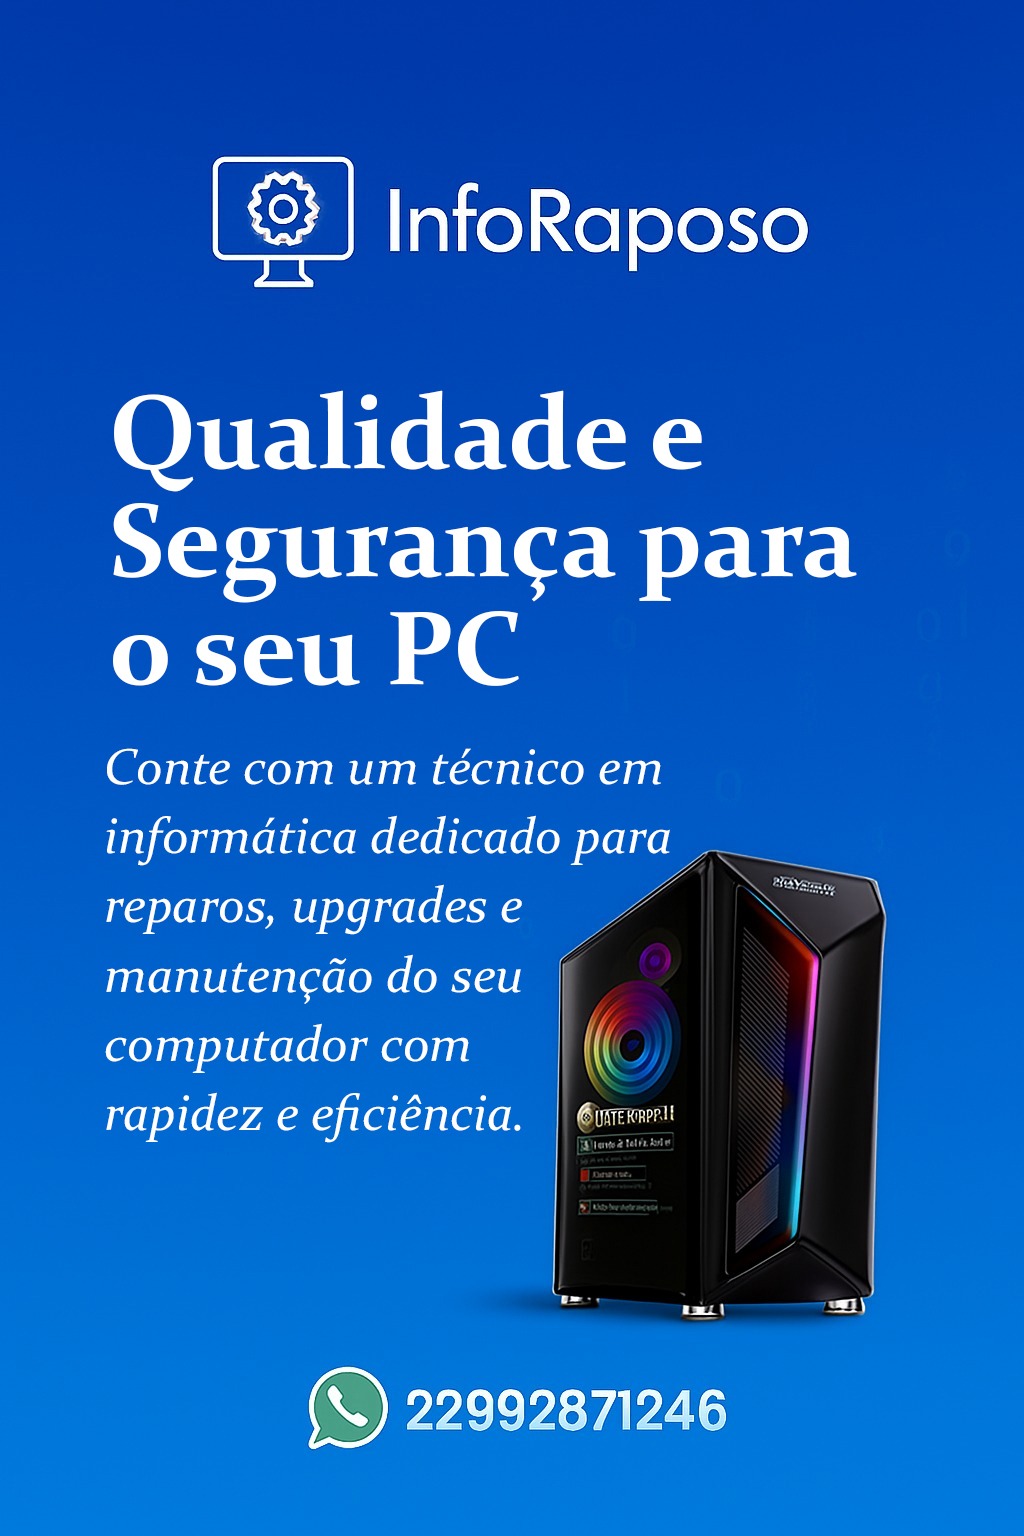 InfoRaposo
Qualidade e
Segurança para
o seu PC
Conte com um técnico em
informática dedicado para
reparos, upgrades e
manutenção do seu
computador com
rapidez e eficiência.
22992871246